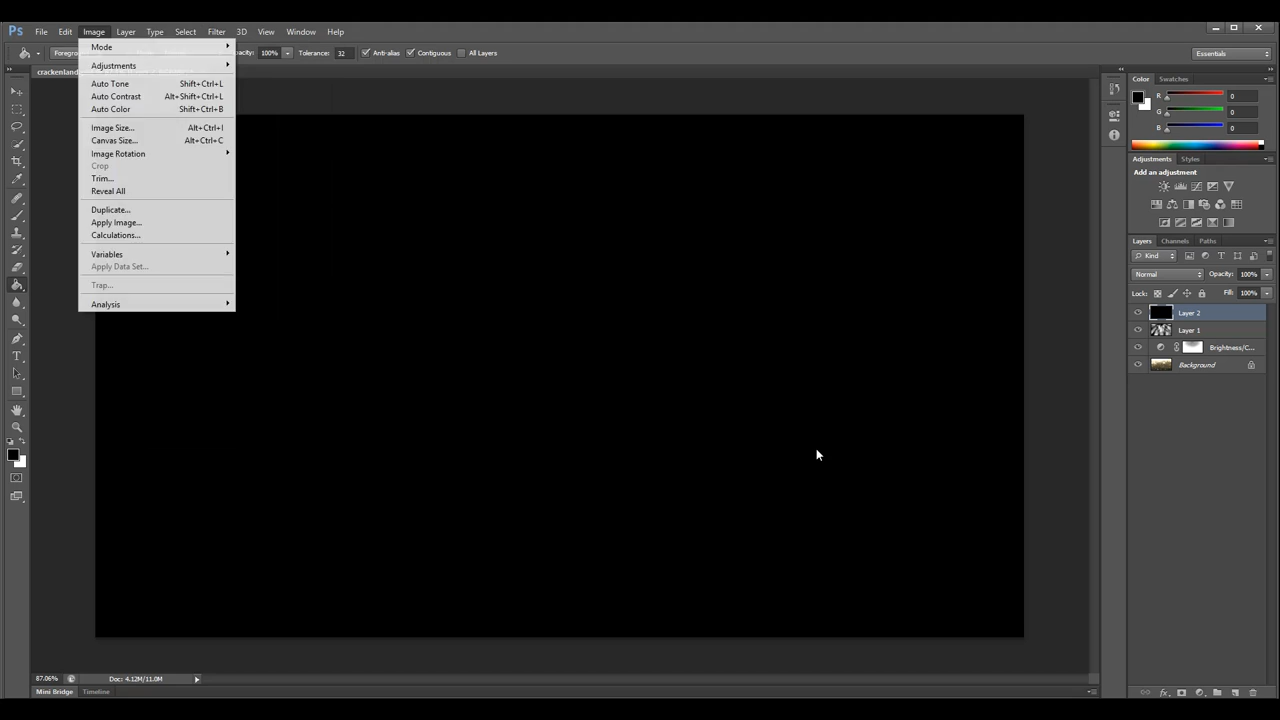 Ps File Edit Image Layer Type Select Filter 3D View Window Help
100% Tolerance: 32 Anti-alias Contiguous All Layers Essentials
Mode
Adjustments
Auto Tone Shift+Ctrl+L
Auto Contrast Alt+Shift+Ctrl+L
Auto Color Shift+Ctrl+B
Image Size... Alt+Ctrl+I
Canvas Size... Alt+Ctrl+C
Image Rotation
Crop
Trim...
Reveal All
Duplicate...
Apply Image...
Calculations...
Variables
Apply Data Set...
Trap...
Analysis
Color Swatches
R 0
G 0
B 0
Adjustments Styles
Add an adjustment
Layers Channels Paths
Kind
Normal Opacity: 100%
Lock: Fill: 100%
Layer 2
Layer 1
Brightness/C...
Background
87.06% Doc: 4.12M/11.0M
Mini Bridge Timeline